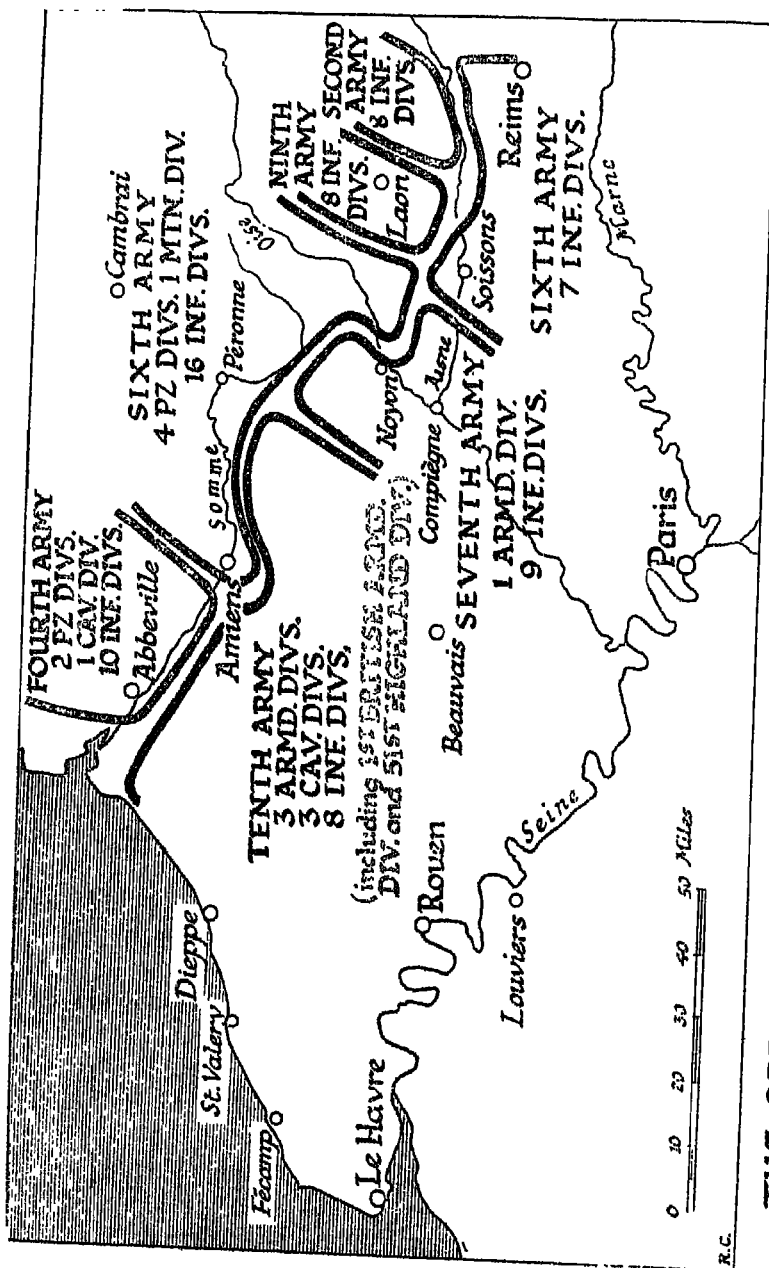 FOURTH ARMY
2 PZ DIVS.
1 CAV. DIV.
10 INF. DIVS.
Abbeville
Cambrai
SIXTH ARMY
4 PZ DIVS. 1 MTN. DIV.
16 INF. DIVS.
Péronne
Somme
Oise
NINTH
ARMY
8 INF.
DIVS.
SECOND
ARMY
8 INF.
DIVS.
Laon
Amiens
Dieppe
St. Valery
Fécamp
Le Havre
TENTH ARMY
3 ARMD. DIVS.
3 CAV. DIVS.
8 INF. DIVS.
(including 1ST BRITISH ARMD.
DIV. and 51ST HIGHLAND DIV.)
Noyon
Aisne
Soissons
Reims
Compiègne
SEVENTH ARMY
1 ARMD. DIV.
9 INF. DIVS.
SIXTH ARMY
7 INF. DIVS.
Marne
Beauvais
Rouen
Louviers
Seine
Paris
0 10 20 30 40 50 Miles
R.C.